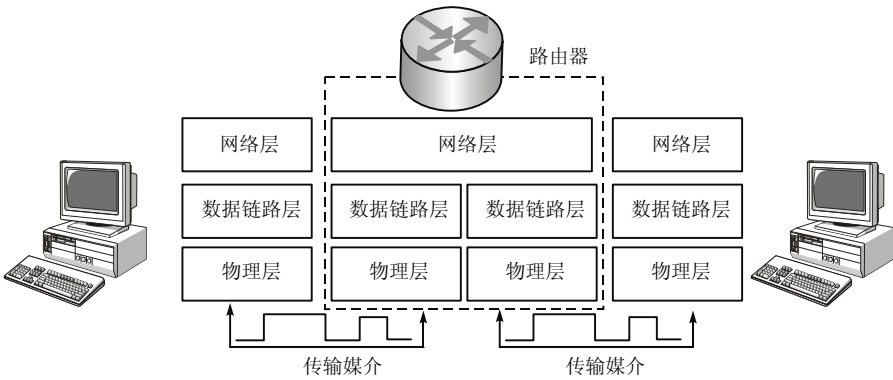 路由器
网络层 网络层 网络层
数据链路层 数据链路层 数据链路层 数据链路层
物理层 物理层 物理层 物理层
传输媒介 传输媒介